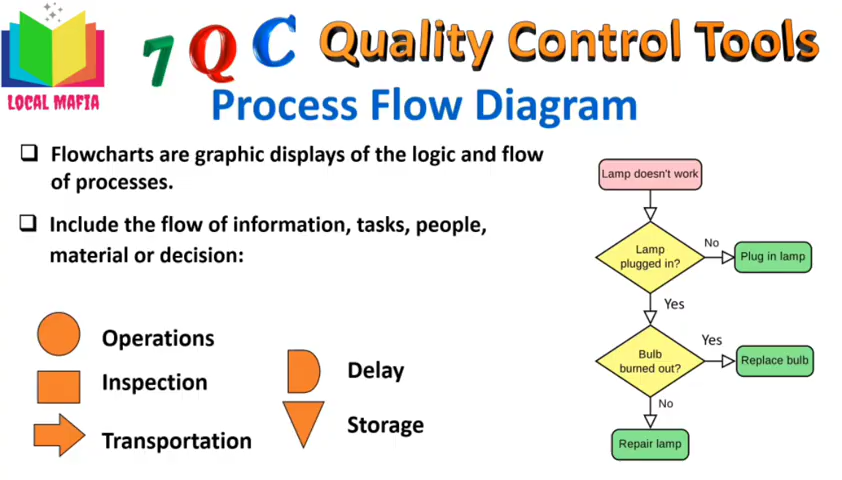 LOCAL MAFIA
7 QC Quality Control Tools
Process Flow Diagram
Flowcharts are graphic displays of the logic and flow
of processes.
Include the flow of information, tasks, people,
material or decision:
Operations
Inspection
Transportation
Delay
Storage
Lamp doesn't work
Lamp
plugged in?
No
Plug in lamp
Yes
Bulb
burned out?
Yes
Replace bulb
No
Repair lamp